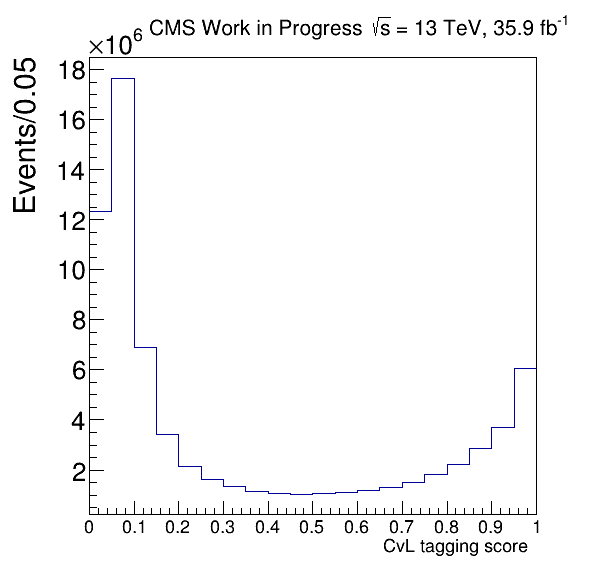 ×10⁶ CMS Work in Progress √s = 13 TeV, 35.9 fb⁻¹
Events/0.05
18
16
14
12
10
8
6
4
2
0 0.1 0.2 0.3 0.4 0.5 0.6 0.7 0.8 0.9 1
CvL tagging score